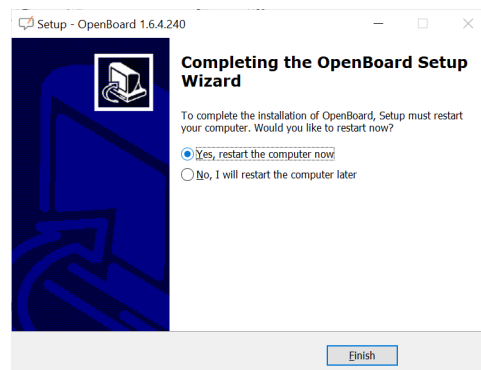 Setup - OpenBoard 1.6.4.240
Completing the OpenBoard Setup
Wizard
To complete the installation of OpenBoard, Setup must restart
your computer. Would you like to restart now?
Yes, restart the computer now
No, I will restart the computer later
Finish